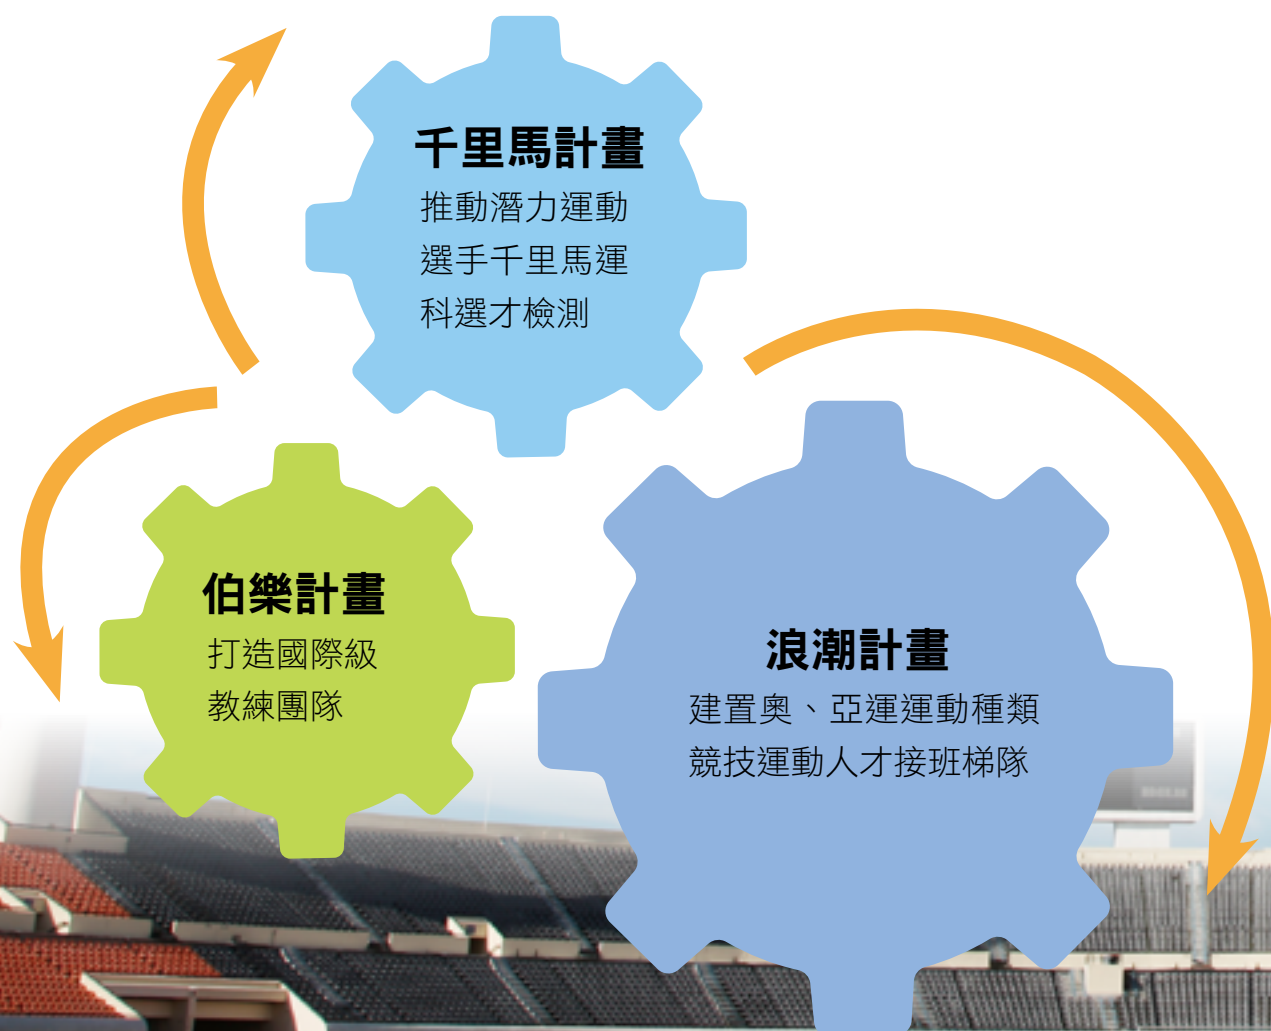 千里馬計畫
推動潛力運動
選手千里馬運
科選才檢測
伯樂計畫
打造國際級
教練團隊
浪潮計畫
建置奧、亞運運動種類
競技運動人才接班梯隊